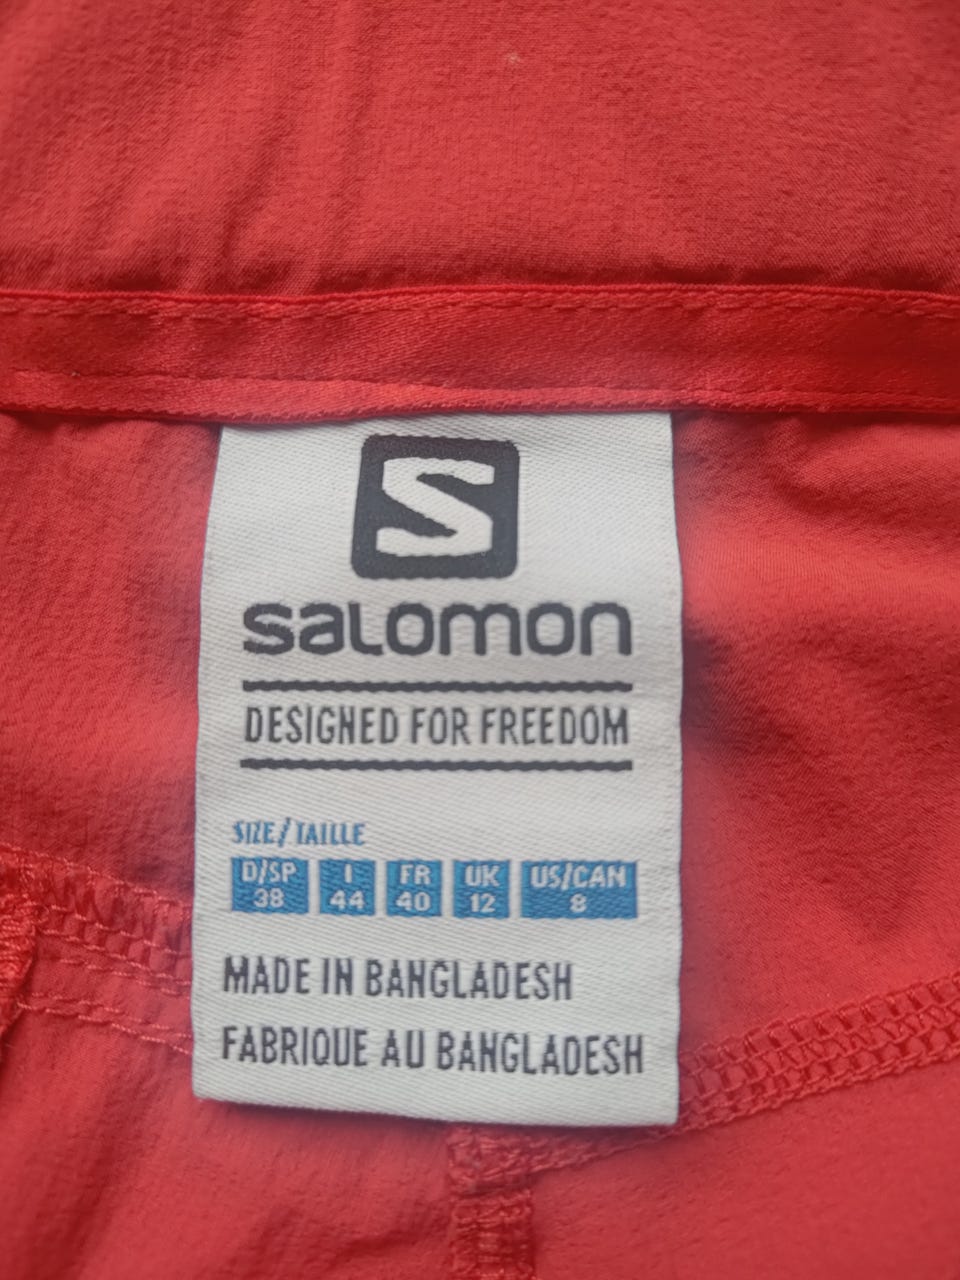 S
salomon
DESIGNED FOR FREEDOM
SIZE/TAILLE
D/SP I FR UK US/CAN
38 44 40 12 8
MADE IN BANGLADESH
FABRIQUE AU BANGLADESH